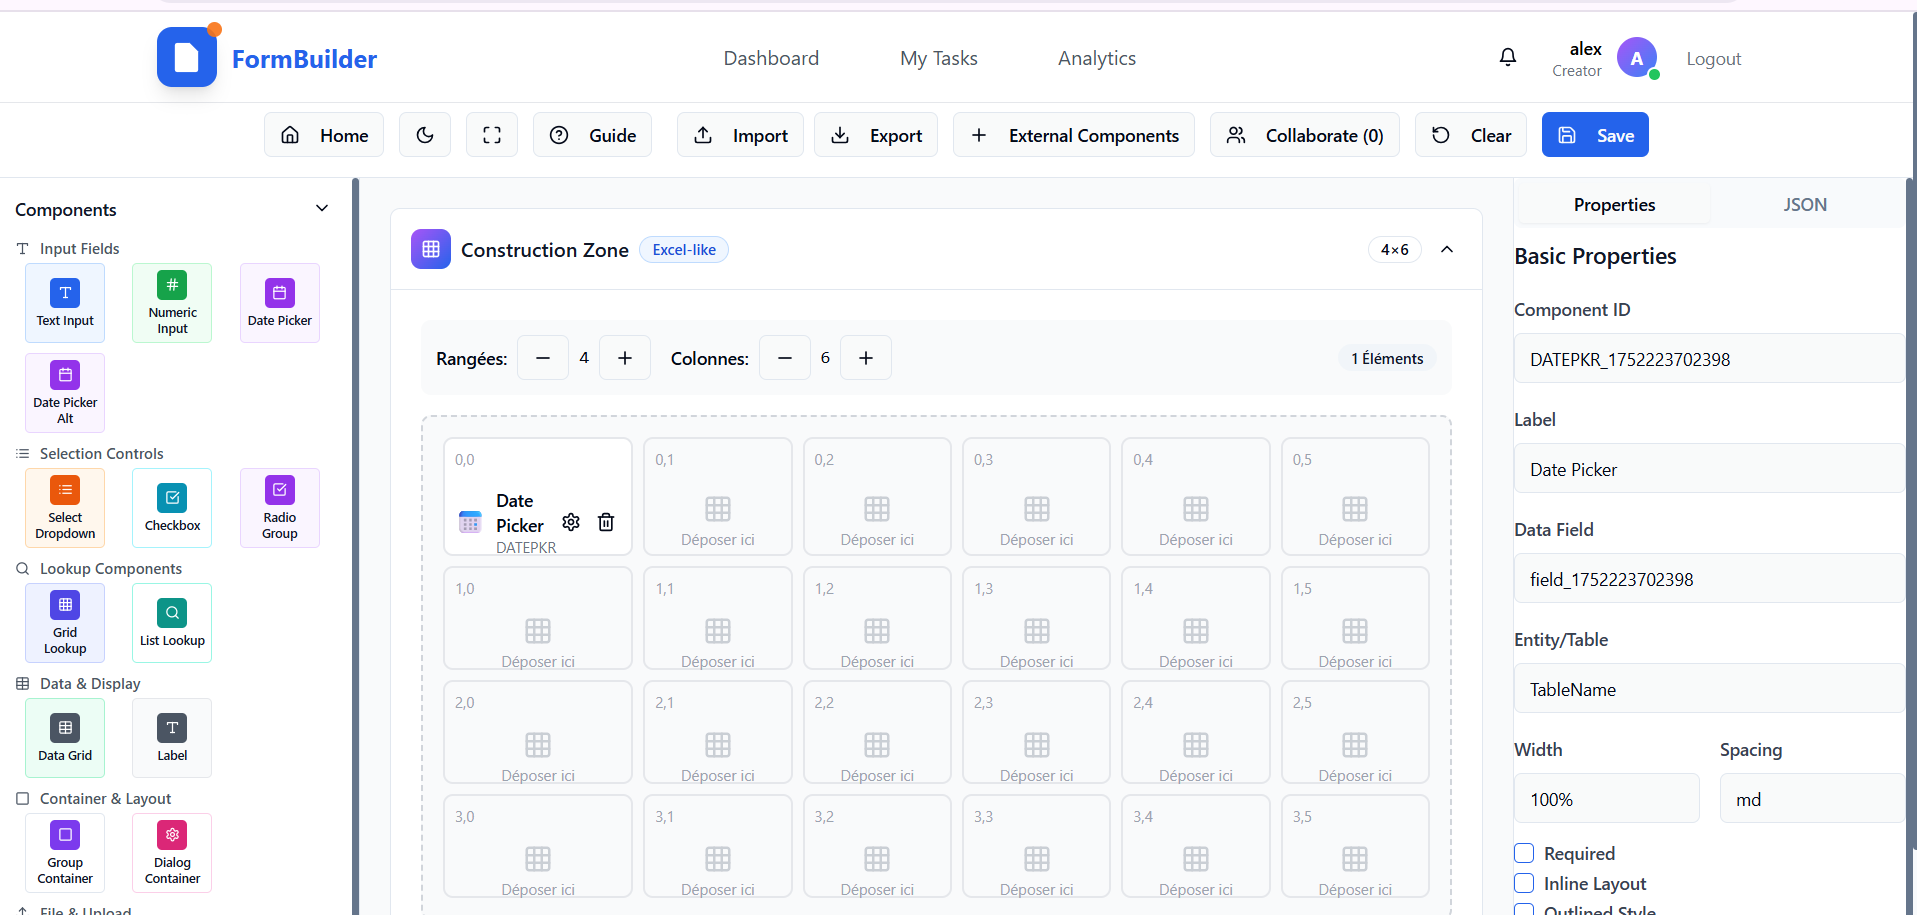 FormBuilder
Dashboard
My Tasks
Analytics
alex
Creator
A
Logout
Home
Guide
Import
Export
External Components
Collaborate (0)
Clear
Save
Components
Input Fields
Text Input
Numeric
Input
Date Picker
Date Picker
Alt
Selection Controls
Select
Dropdown
Checkbox
Radio
Group
Lookup Components
Grid
Lookup
List Lookup
Data & Display
Data Grid
Label
Container & Layout
Group
Container
Dialog
Container
File & Upload
Construction Zone
Excel-like
4×6
Rangées:
4
Colonnes:
6
1 Éléments
0,0
Date
Picker
DATEPKR
0,1
Déposer ici
0,2
Déposer ici
0,3
Déposer ici
0,4
Déposer ici
0,5
Déposer ici
1,0
Déposer ici
1,1
Déposer ici
1,2
Déposer ici
1,3
Déposer ici
1,4
Déposer ici
1,5
Déposer ici
2,0
Déposer ici
2,1
Déposer ici
2,2
Déposer ici
2,3
Déposer ici
2,4
Déposer ici
2,5
Déposer ici
3,0
Déposer ici
3,1
Déposer ici
3,2
Déposer ici
3,3
Déposer ici
3,4
Déposer ici
3,5
Déposer ici
Properties
JSON
Basic Properties
Component ID
DATEPKR_1752223702398
Label
Date Picker
Data Field
field_1752223702398
Entity/Table
TableName
Width
Spacing
100%
md
Required
Inline Layout
Outlined Style